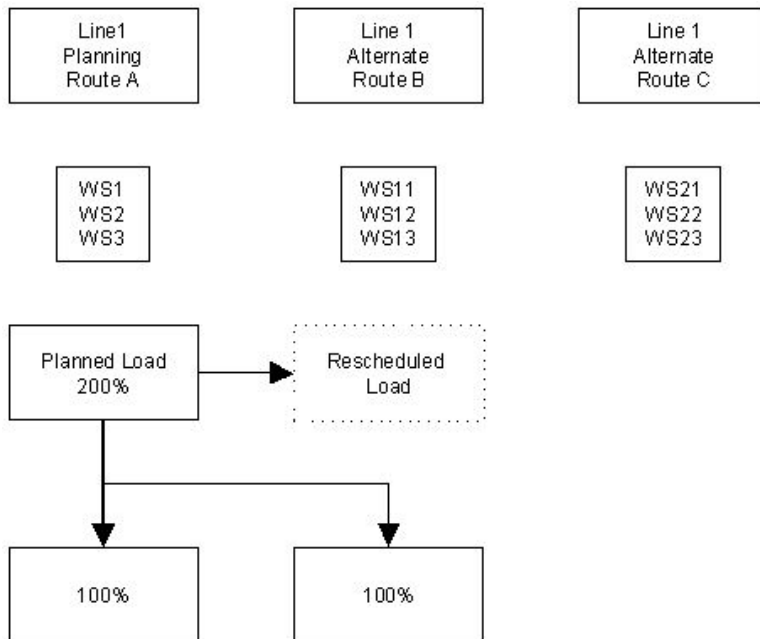 Line1
Planning
Route A
Line 1
Alternate
Route B
Line 1
Alternate
Route C
WS1
WS2
WS3
WS11
WS12
WS13
WS21
WS22
WS23
Planned Load
200%
Rescheduled
Load
100%
100%